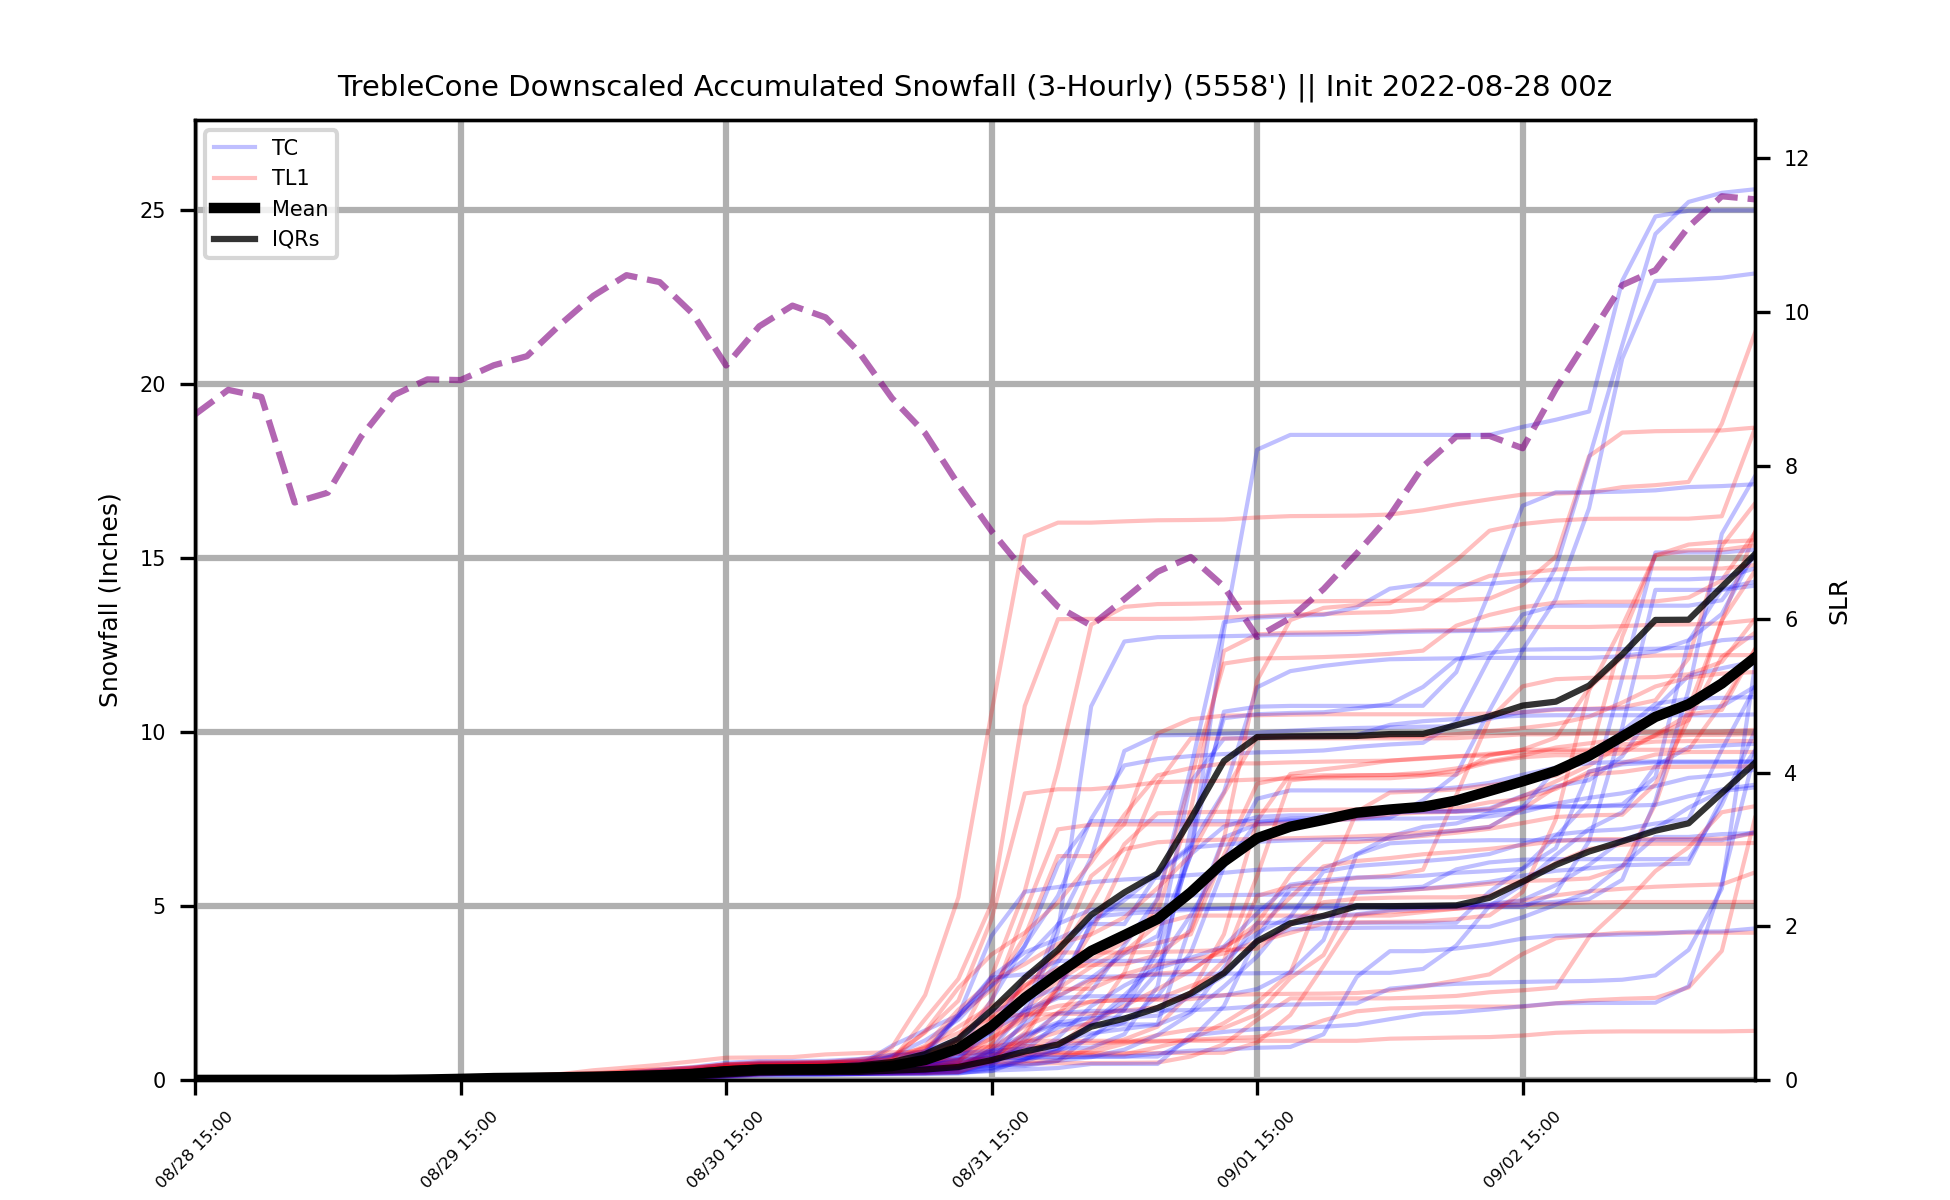 TrebleCone Downscaled Accumulated Snowfall (3-Hourly) (5558') || Init 2022-08-28 00z
TC
TL1
Mean
IQRs
Snowfall (Inches)
25
20
15
10
5
0
12
10
8
6
4
2
0
SLR
08/28 15:00
08/29 15:00
08/30 15:00
08/31 15:00
09/01 15:00
09/02 15:00